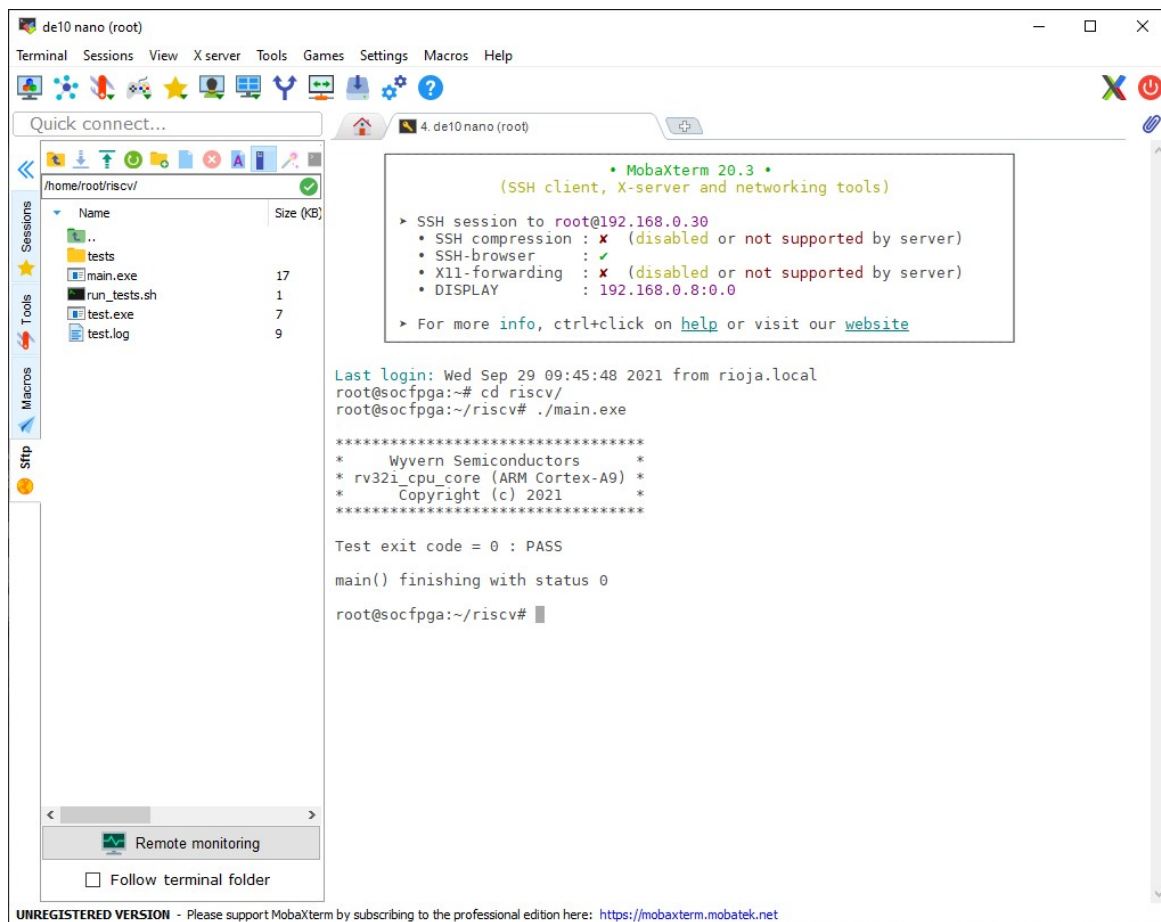 de10 nano (root)
Terminal Sessions View X server Tools Games Settings Macros Help
Quick connect...
4. de10 nano (root)
/home/root/riscv/
Name Size (KB)
..
tests
main.exe 17
run_tests.sh 1
test.exe 7
test.log 9
Sessions
Tools
Macros
Sftp
• MobaXterm 20.3 •
(SSH client, X-server and networking tools)
➤ SSH session to root@192.168.0.30
• SSH compression : ✘ (disabled or not supported by server)
• SSH-browser : ✔
• X11-forwarding : ✘ (disabled or not supported by server)
• DISPLAY : 192.168.0.8:0.0
➤ For more info, ctrl+click on help or visit our website
Last login: Wed Sep 29 09:45:48 2021 from rioja.local
root@socfpga:~# cd riscv/
root@socfpga:~/riscv# ./main.exe
**********************************
* Wyvern Semiconductors *
* rv32i_cpu_core (ARM Cortex-A9) *
* Copyright (c) 2021 *
**********************************
Test exit code = 0 : PASS
main() finishing with status 0
root@socfpga:~/riscv#
Remote monitoring
Follow terminal folder
UNREGISTERED VERSION - Please support MobaXterm by subscribing to the professional edition here: https://mobaxterm.mobatek.net